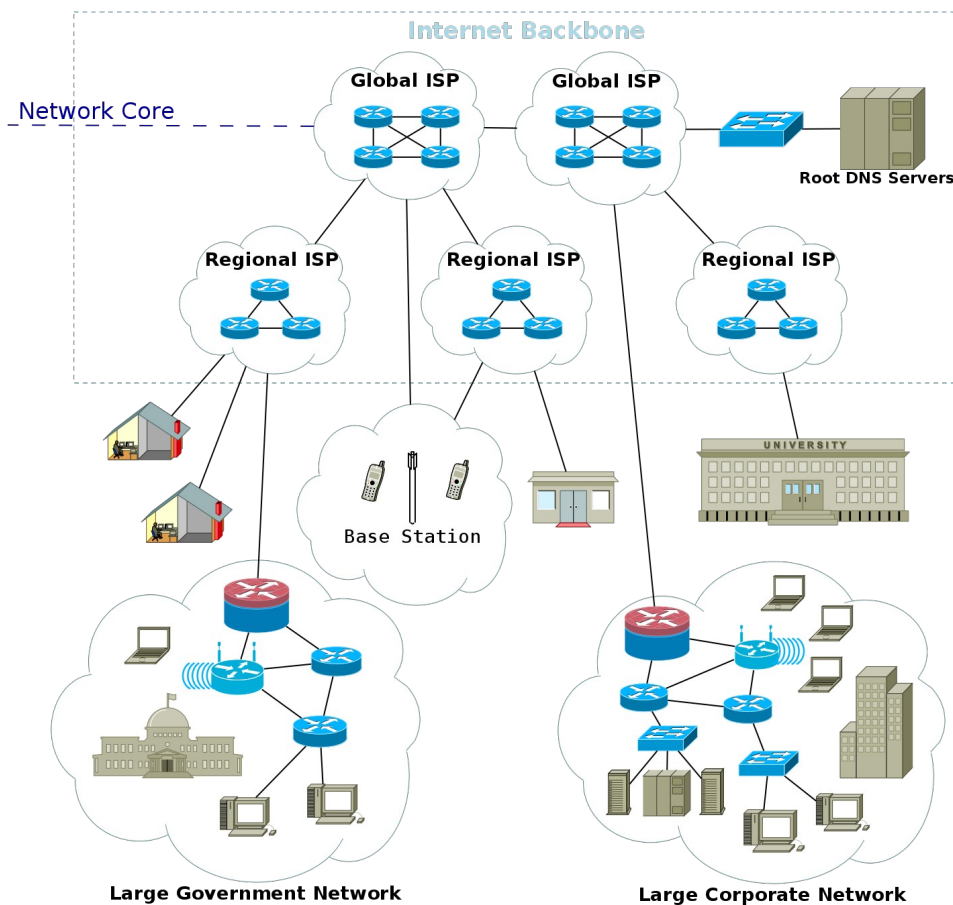 Internet Backbone
Global ISP
Global ISP
Network Core
Root DNS Servers
Regional ISP
Regional ISP
Regional ISP
UNIVERSITY
Base Station
Large Government Network
Large Corporate Network